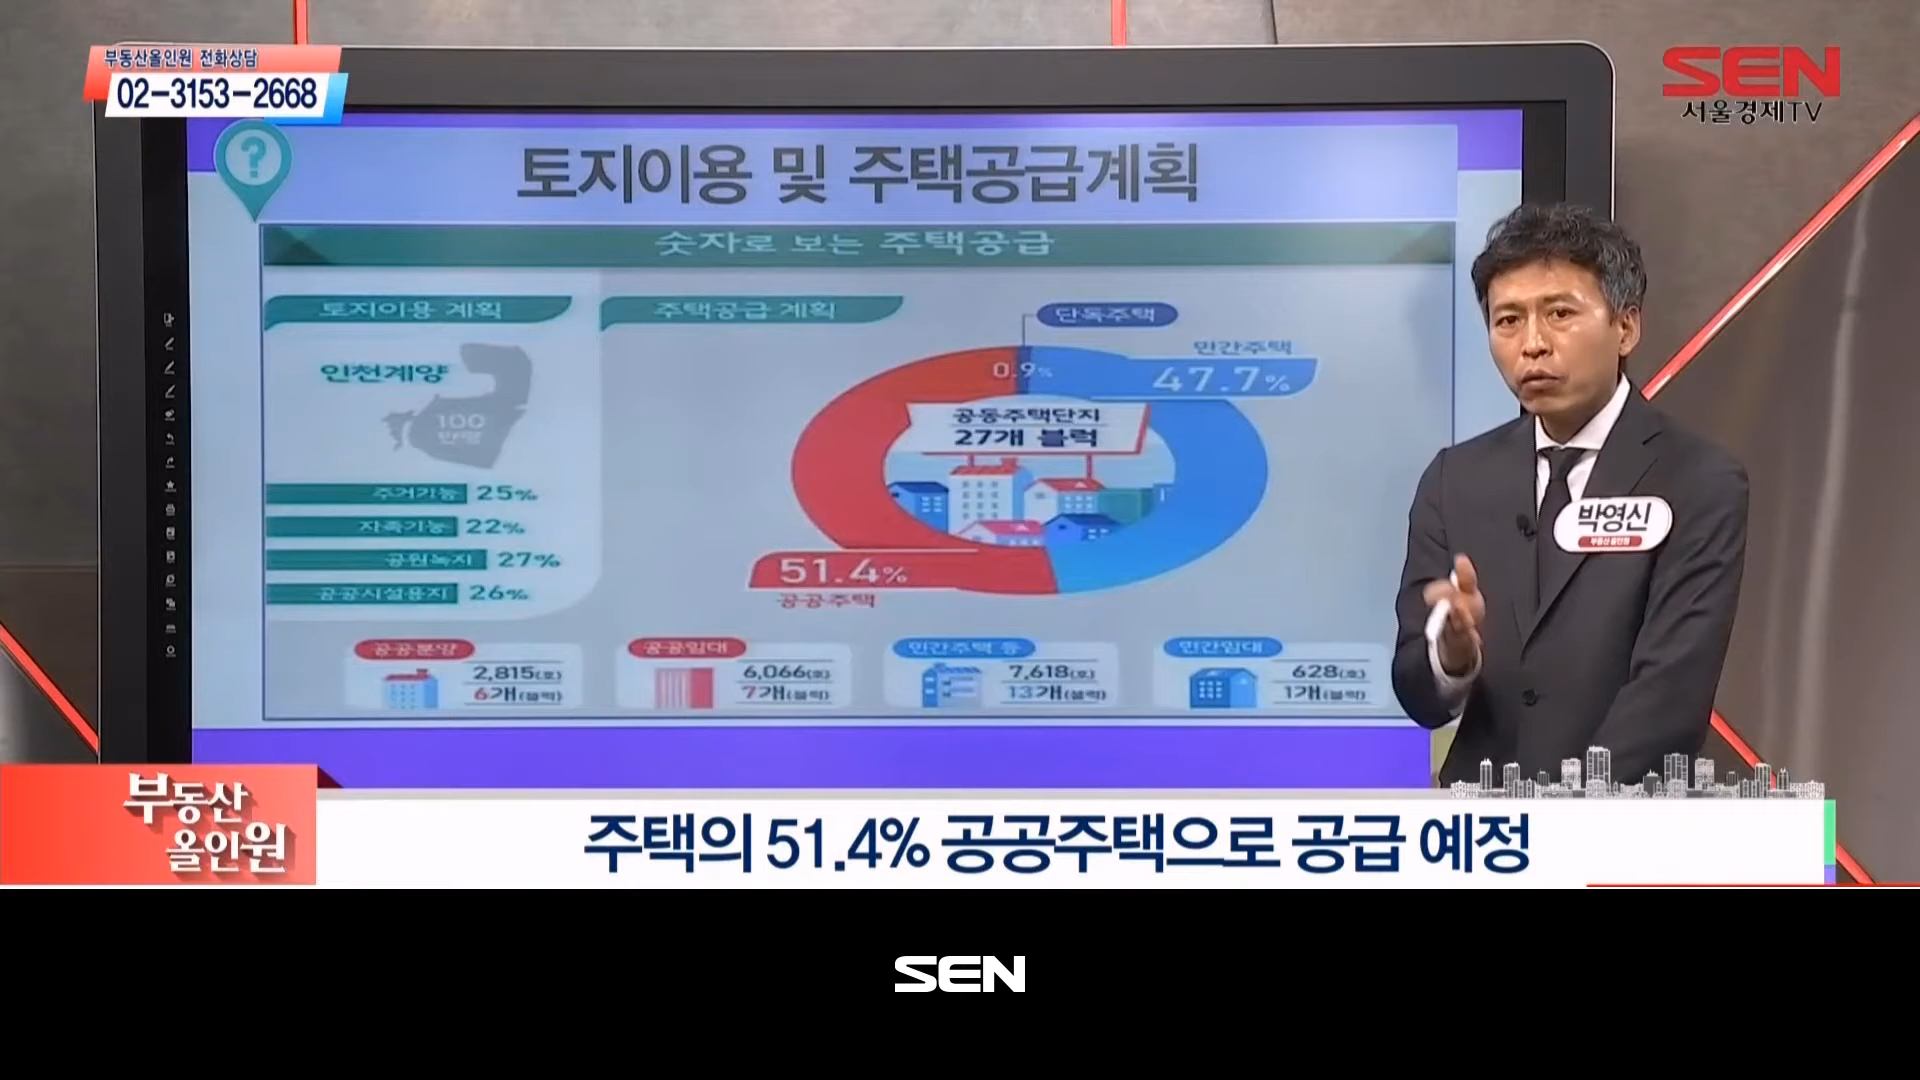 부동산올인원 전화상담
02-3153-2668
SEN
서울경제TV
?
토지이용 및 주택공급계획
숫자로 보는 주택공급
토지이용 계획
인천계양
100
만평
주거기능 25%
자족기능 22%
공원녹지 27%
공공시설용지 26%
주택공급 계획
단독주택
0.9%
민간주택
47.7%
공동주택단지
27개 블럭
51.4%
공공주택
공공분양
2,815(호)
6개(블럭)
공공임대
6,066(호)
7개(블럭)
민간주택 등
7,618(호)
13개(블럭)
민간임대
628(호)
1개(블럭)
박영신
부동산 올인원
부동산
올인원
주택의 51.4% 공공주택으로 공급 예정
SEN